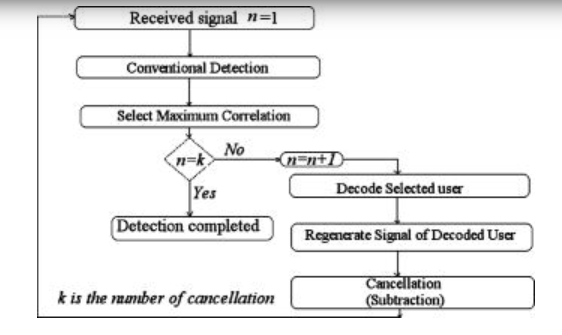 Received signal n=1
Conventional Detection
Select Maximum Correlation
n=k
No
n=n+1
Yes
Decode Selected user
Detection completed
Regenerate Signal of Decoded User
Cancellation
(Subtraction)
k is the number of cancellation